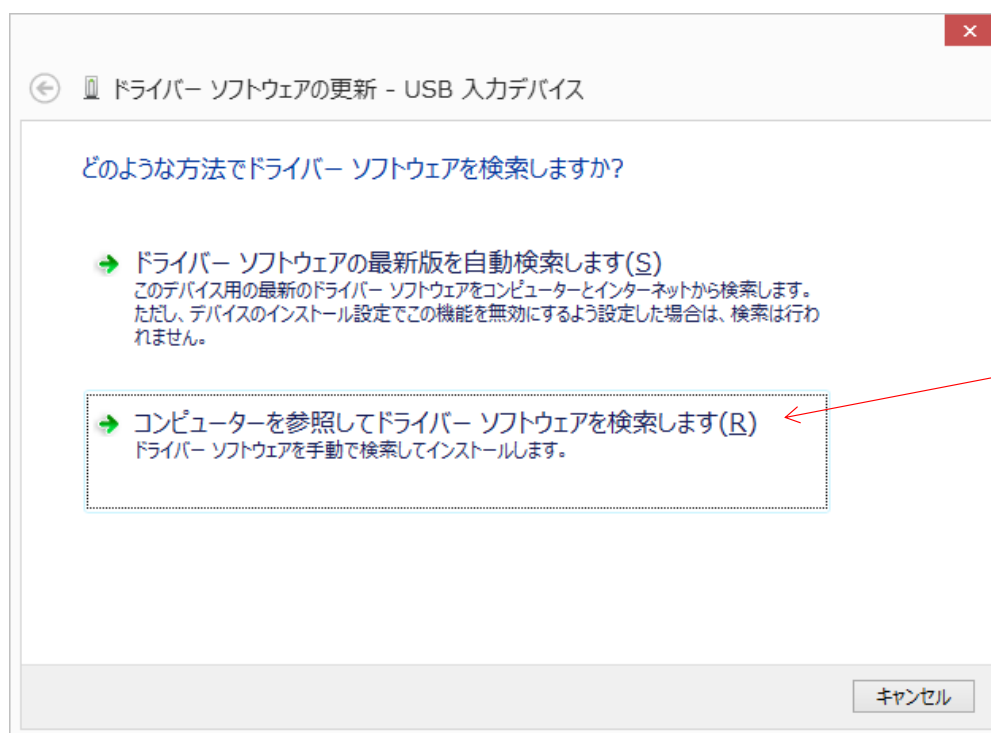 ドライバー ソフトウェアの更新 - USB 入力デバイス
どのような方法でドライバー ソフトウェアを検索しますか?
ドライバー ソフトウェアの最新版を自動検索します(S)
このデバイス用の最新のドライバー ソフトウェアをコンピューターとインターネットから検索します。
ただし、デバイスのインストール設定でこの機能を無効にするよう設定した場合は、検索は行わ
れません。
コンピューターを参照してドライバー ソフトウェアを検索します(R)
ドライバー ソフトウェアを手動で検索してインストールします。
キャンセル